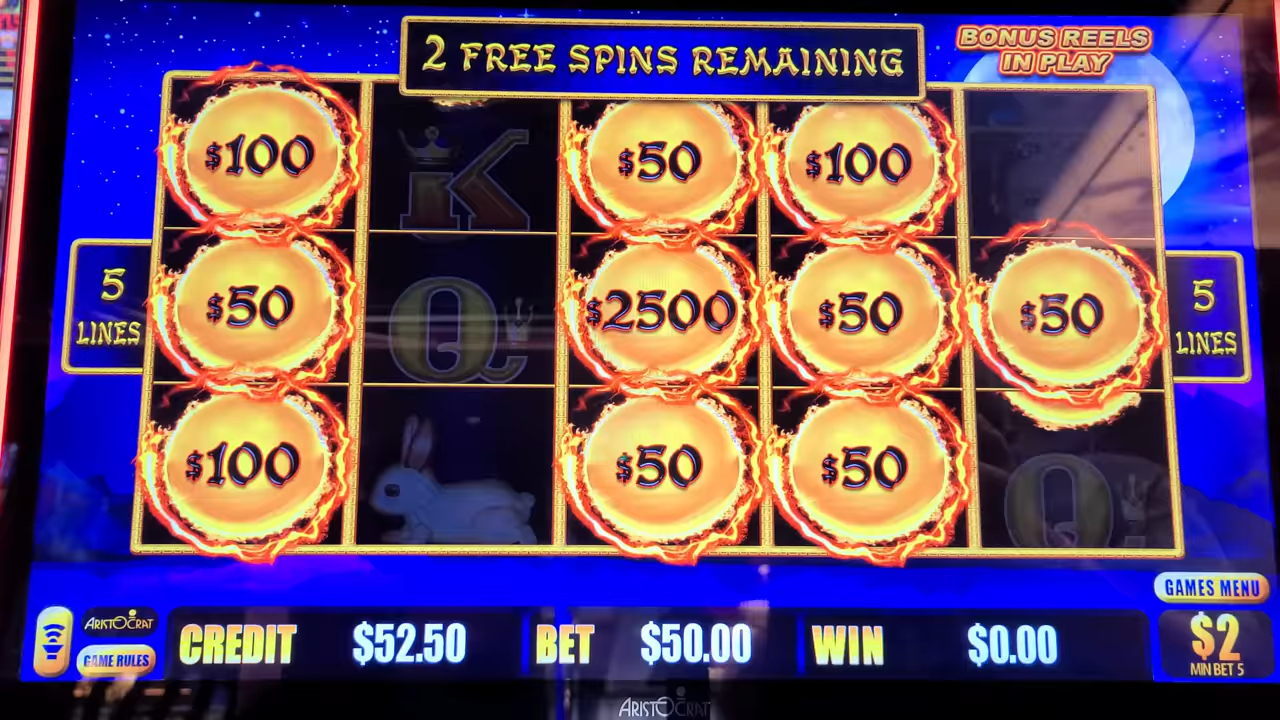 2 FREE SPINS REMAINING
BONUS REELS
IN PLAY
$100
K
$50
$100
5
LINES
$50
Q
$2500
$50
$50
5
LINES
$100
$50
$50
Q
GAMES MENU
ARISTOCRAT
GAME RULES
CREDIT $52.50 BET $50.00 WIN $0.00
$2
MIN BET 5
ARISTOCRAT